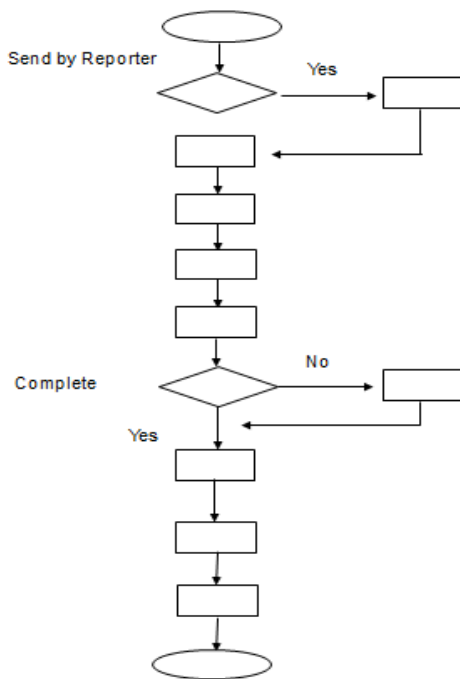 Send by Reporter
Yes
No
Complete
Yes